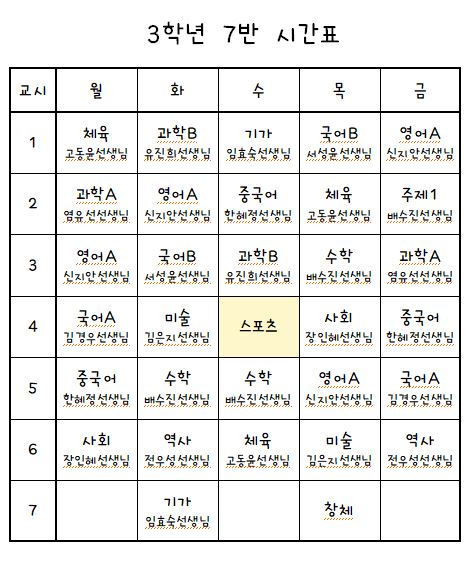 3학년 7반 시간표
교시 월 화 수 목 금
1 체육 과학B 기가 국어B 영어A
고동윤선생님 유진희선생님 임효숙선생님 서성윤선생님 신지안선생님
2 과학A 영어A 중국어 체육 주제1
염유선선생님 신지안선생님 한혜정선생님 고동윤선생님 배수진선생님
3 영어A 국어B 과학B 수학 과학A
신지안선생님 서성윤선생님 유진희선생님 배수진선생님 염유선선생님
4 국어A 미술 스포츠 사회 중국어
김경우선생님 김은지선생님 장인혜선생님 한혜정선생님
5 중국어 수학 수학 영어A 국어A
한혜정선생님 배수진선생님 배수진선생님 신지안선생님 김경우선생님
6 사회 역사 체육 미술 역사
장인혜선생님 전우성선생님 고동윤선생님 김은지선생님 전우성선생님
7 기가 창체
임효숙선생님